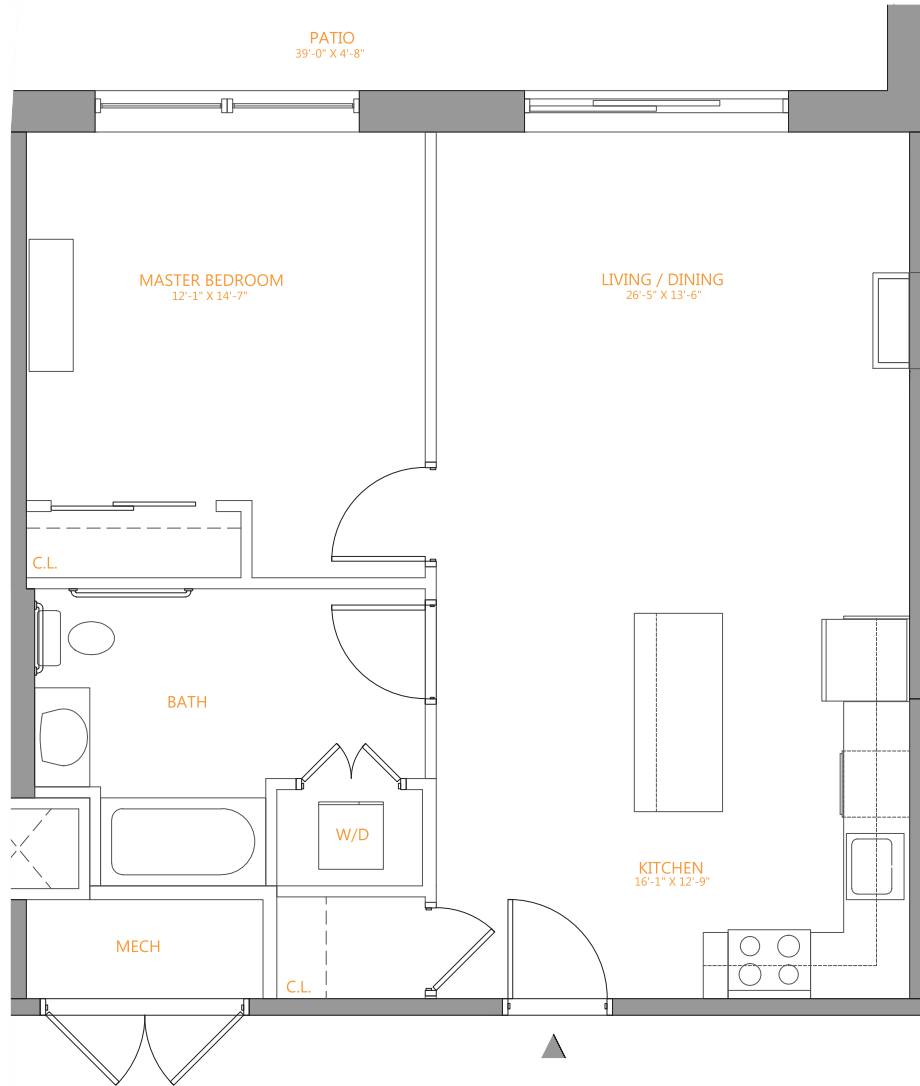 PATIO
39'-0" X 4'-8"
MASTER BEDROOM
12'-1" X 14'-7"
LIVING / DINING
26'-5" X 13'-6"
C.L.
BATH
W/D
KITCHEN
16'-1" X 12'-9"
MECH
C.L.